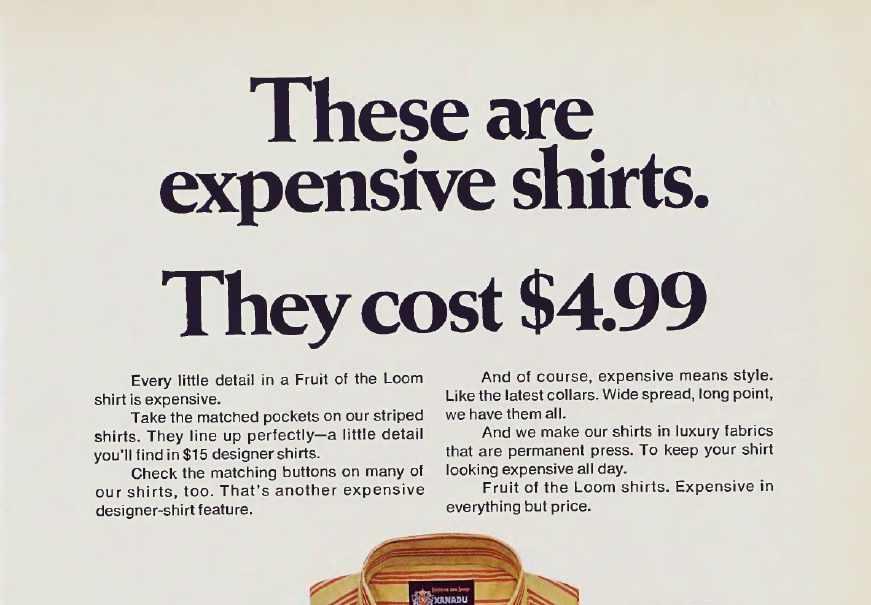 These are
expensive shirts.
They cost $4.99
Every little detail in a Fruit of the Loom
shirt is expensive.
Take the matched pockets on our striped
shirts. They line up perfectly—a little detail
you'll find in $15 designer shirts.
Check the matching buttons on many of
our shirts, too. That's another expensive
designer-shirt feature.
And of course, expensive means style.
Like the latest collars. Wide spread, long point,
we have them all.
And we make our shirts in luxury fabrics
that are permanent press. To keep your shirt
looking expensive all day.
Fruit of the Loom shirts. Expensive in
everything but price.
XANADU